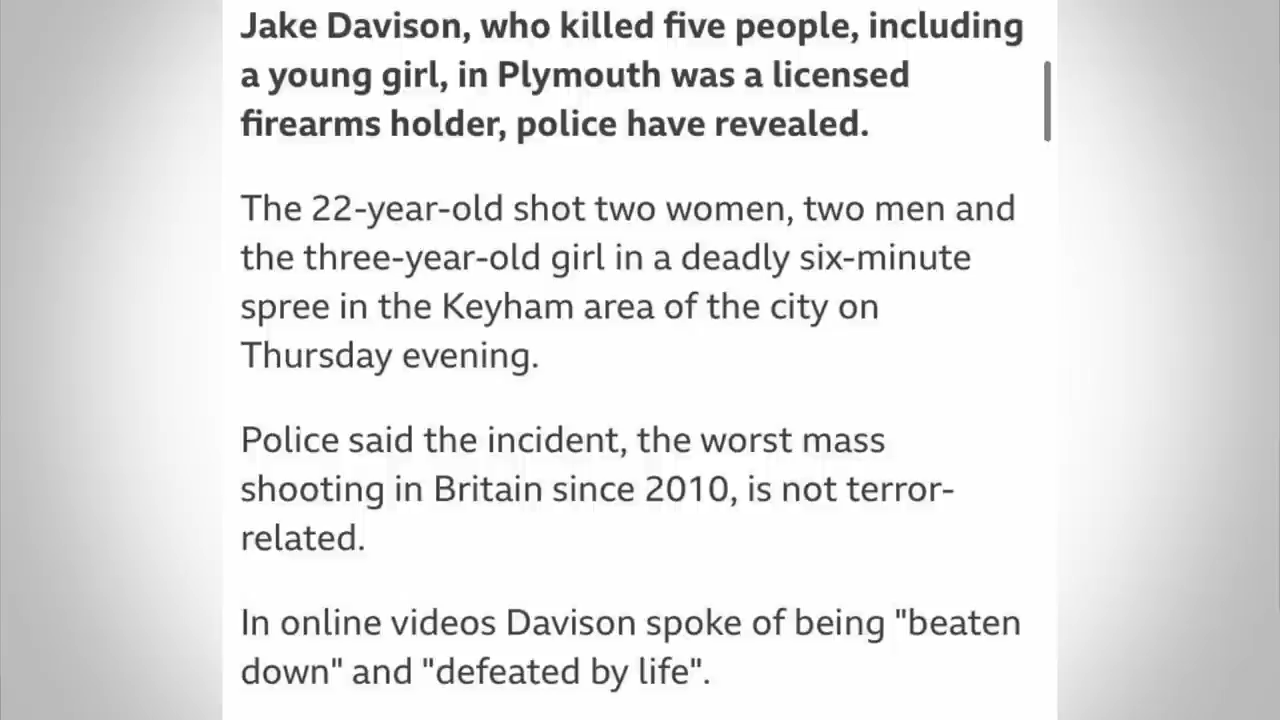 Jake Davison, who killed five people, including
a young girl, in Plymouth was a licensed
firearms holder, police have revealed.
The 22-year-old shot two women, two men and
the three-year-old girl in a deadly six-minute
spree in the Keyham area of the city on
Thursday evening.
Police said the incident, the worst mass
shooting in Britain since 2010, is not terror-
related.
In online videos Davison spoke of being "beaten
down" and "defeated by life".